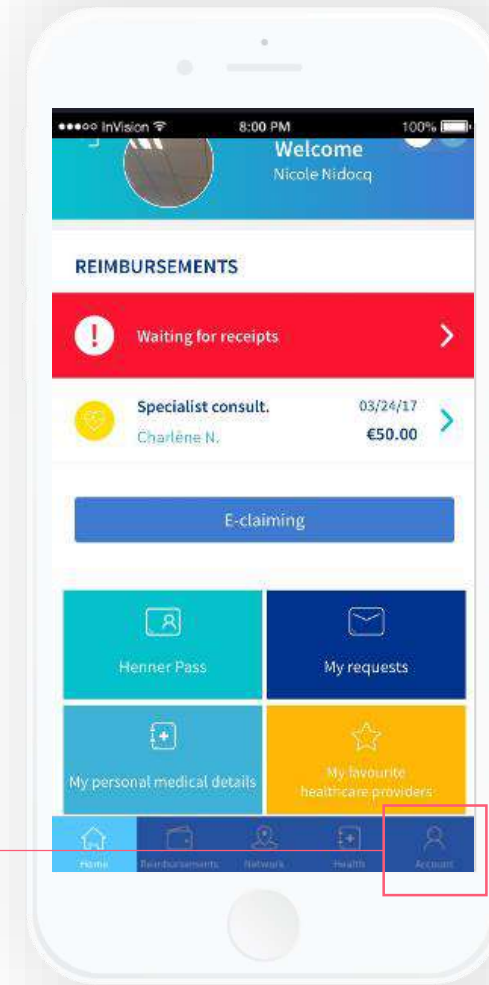 InVision 8:00 PM 100%
Welcome
Nicole Nidocq
REIMBURSEMENTS
! Waiting for receipts
Specialist consult. 03/24/17
Charlène N. €50.00
E-claiming
Henner Pass
My requests
My personal medical details
My favourite
healthcare providers
Home Reimbursements Network Health Account